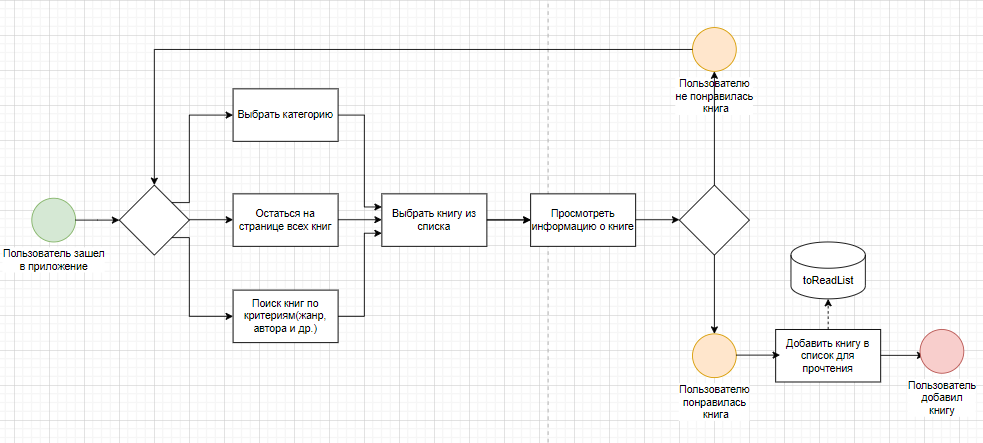 Пользователю
не понравилась
книга
Выбрать категорию
Остаться на
странице всех книг
Выбрать книгу из
списка
Просмотреть
информацию о книге
Пользователь зашел
в приложение
Поиск книг по
критериям(жанр,
автора и др.)
toReadList
Добавить книгу в
список для
прочтения
Пользователю
понравилась
книга
Пользователь
добавил
книгу